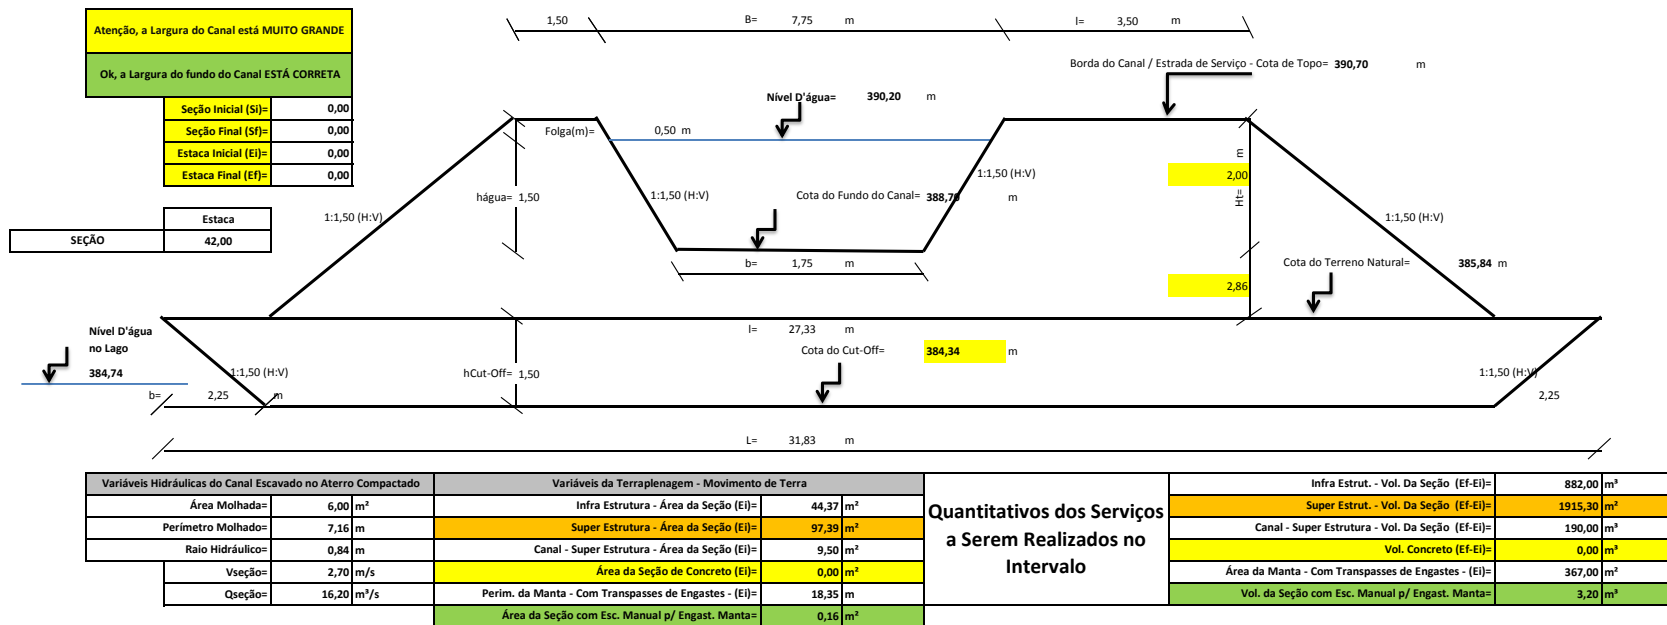 1,50
B= 7,75 m
l= 3,50 m
Atenção, a Largura do Canal está MUITO GRANDE
Ok, a Largura do fundo do Canal ESTÁ CORRETA
Borda do Canal / Estrada de Serviço - Cota de Topo= 390,70 m
Nível D'água= 390,20 m
Seção Inicial (Si)= 0,00
Seção Final (Sf)= 0,00
Estaca Inicial (Ei)= 0,00
Estaca Final (Ef)= 0,00
Folga(m)= 0,50 m
m
2,00
Ht=
1:1,50 (H:V)
hágua= 1,50
1:1,50 (H:V)
Cota do Fundo do Canal= 388,70 m
1:1,50 (H:V)
1:1,50 (H:V)
Estaca
SEÇÃO 42,00
b= 1,75 m
Cota do Terreno Natural= 385,84 m
2,86
Nível D'água
no Lago
384,74
l= 27,33 m
Cota do Cut-Off= 384,34 m
1:1,50 (H:V)
hCut-Off= 1,50
1:1,50 (H:V)
b= 2,25 m
2,25
L= 31,83 m
Variáveis Hidráulicas do Canal Escavado no Aterro Compactado
Área Molhada= 6,00 m²
Perímetro Molhado= 7,16 m
Raio Hidráulico= 0,84 m
Vseção= 2,70 m/s
Qseção= 16,20 m³/s
Variáveis da Terraplenagem - Movimento de Terra
Infra Estrutura - Área da Seção (Ei)= 44,37 m²
Super Estrutura - Área da Seção (Ei)= 97,39 m²
Canal - Super Estrutura - Área da Seção (Ei)= 9,50 m²
Área da Seção de Concreto (Ei)= 0,00 m²
Perim. da Manta - Com Transpasses de Engastes - (Ei)= 18,35 m
Área da Seção com Esc. Manual p/ Engast. Manta= 0,16 m²
Quantitativos dos Serviços
a Serem Realizados no
Intervalo
Infra Estrut. - Vol. Da Seção (Ef-Ei)= 882,00 m³
Super Estrut. - Vol. Da Seção (Ef-Ei)= 1915,30 m²
Canal - Super Estrutura - Vol. Da Seção (Ef-Ei)= 190,00 m³
Vol. Concreto (Ef-Ei)= 0,00 m³
Área da Manta - Com Transpasses de Engastes - (Ei)= 367,00 m²
Vol. da Seção com Esc. Manual p/ Engast. Manta= 3,20 m³